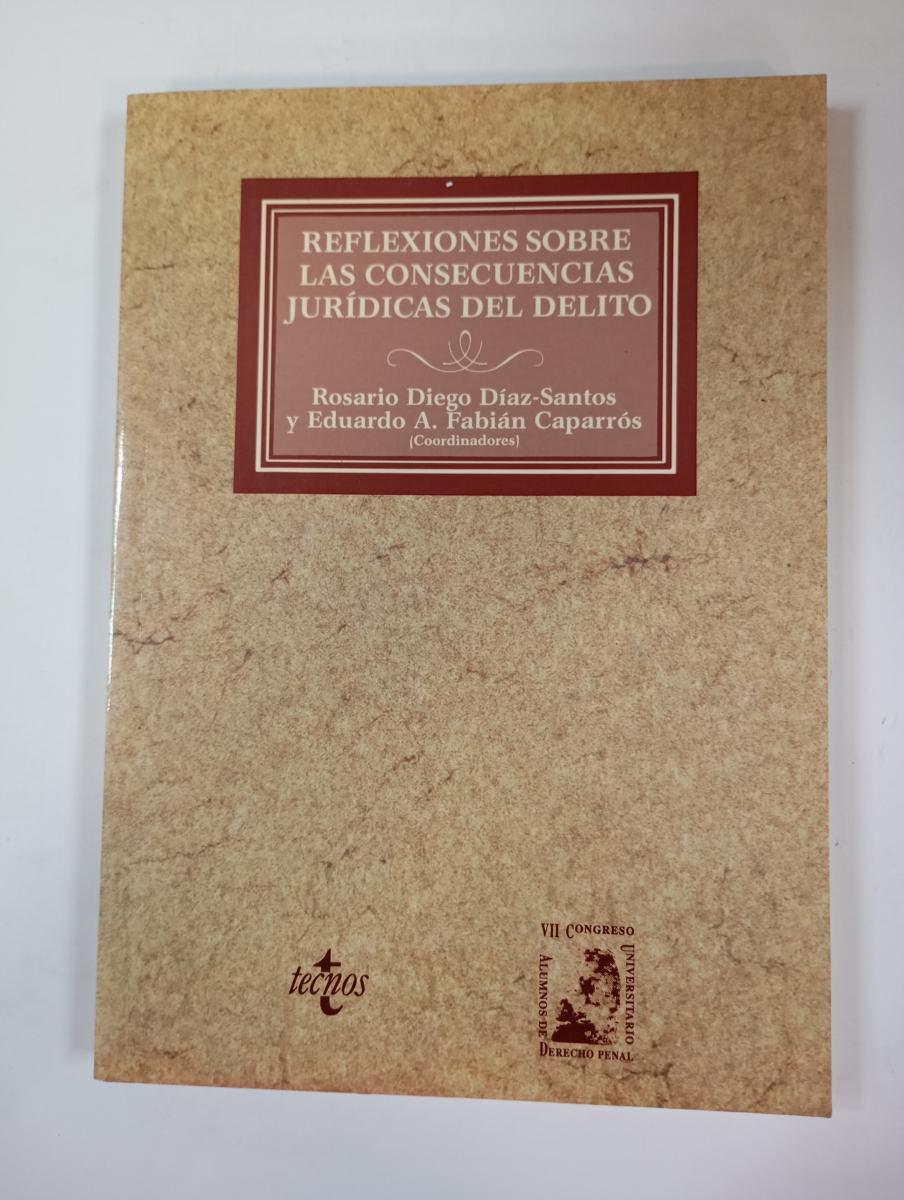 REFLEXIONES SOBRE
LAS CONSECUENCIAS
JURÍDICAS DEL DELITO
Rosario Diego Díaz-Santos
y Eduardo A. Fabián Caparrós
(Coordinadores)
tecnos
VII CONGRESO
UNIVERSITARIO
ALUMNOS DE
DERECHO PENAL